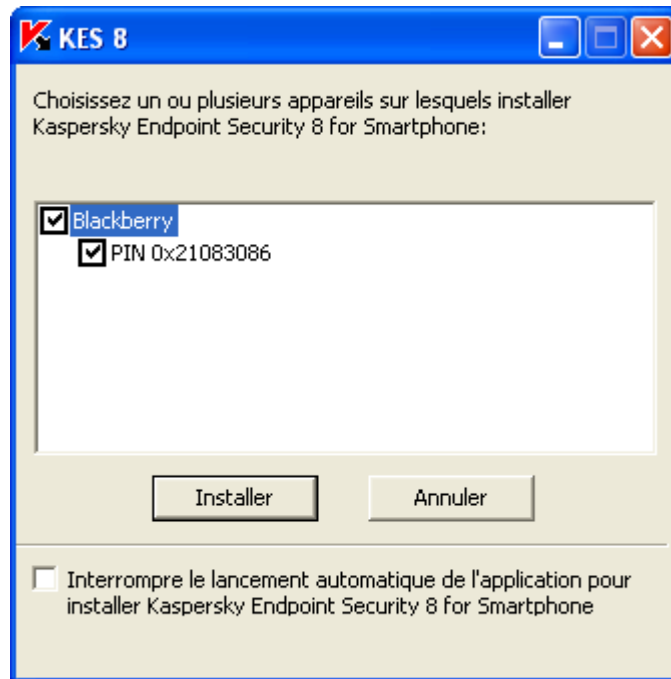 KES 8
Choisissez un ou plusieurs appareils sur lesquels installer
Kaspersky Endpoint Security 8 for Smartphone:
Blackberry
PIN 0x21083086
Installer Annuler
Interrompre le lancement automatique de l'application pour
installer Kaspersky Endpoint Security 8 for Smartphone